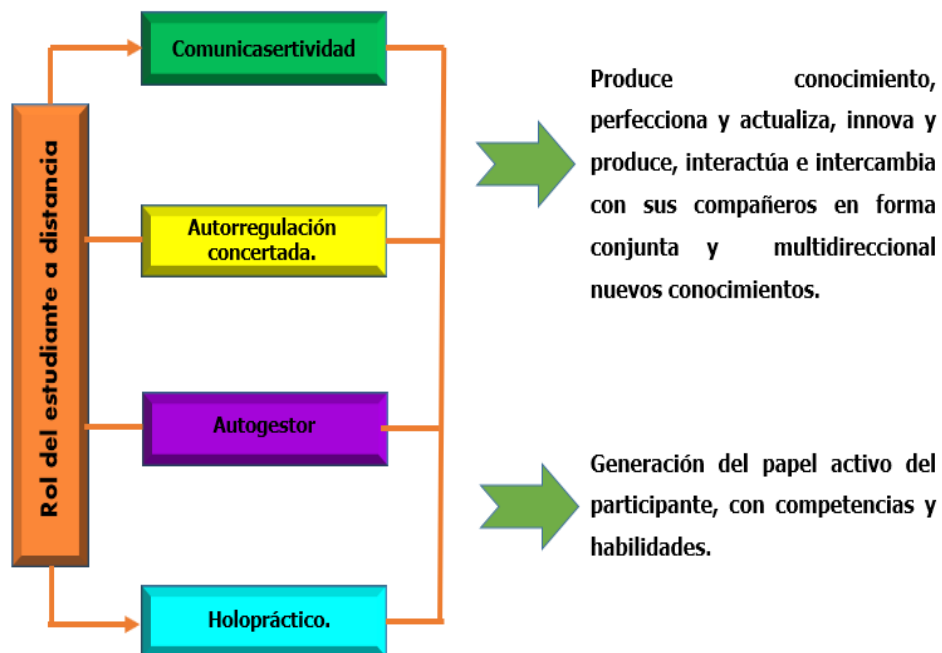 Rol del estudiante a distancia
Comunicasertividad
Autorregulación
concertada.
Autogestor
Holopráctico.
Produce conocimiento,
perfecciona y actualiza, innova y
produce, interactúa e intercambia
con sus compañeros en forma
conjunta y multidireccional
nuevos conocimientos.
Generación del papel activo del
participante, con competencias y
habilidades.